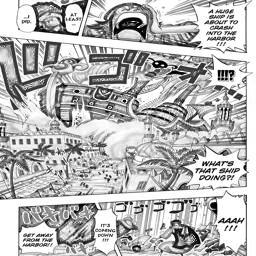 A HUGE
SHIP IS
ABOUT TO
CRASH
INTO THE
HARBOR
!!!
AT
LEAST
...I
DID.
!!!?
WHAT'S
THAT SHIP
DOING?!
AAAH
!!!
IT'S
COMING
DOWN
!!!
GET AWAY
FROM THE
HARBOR!!